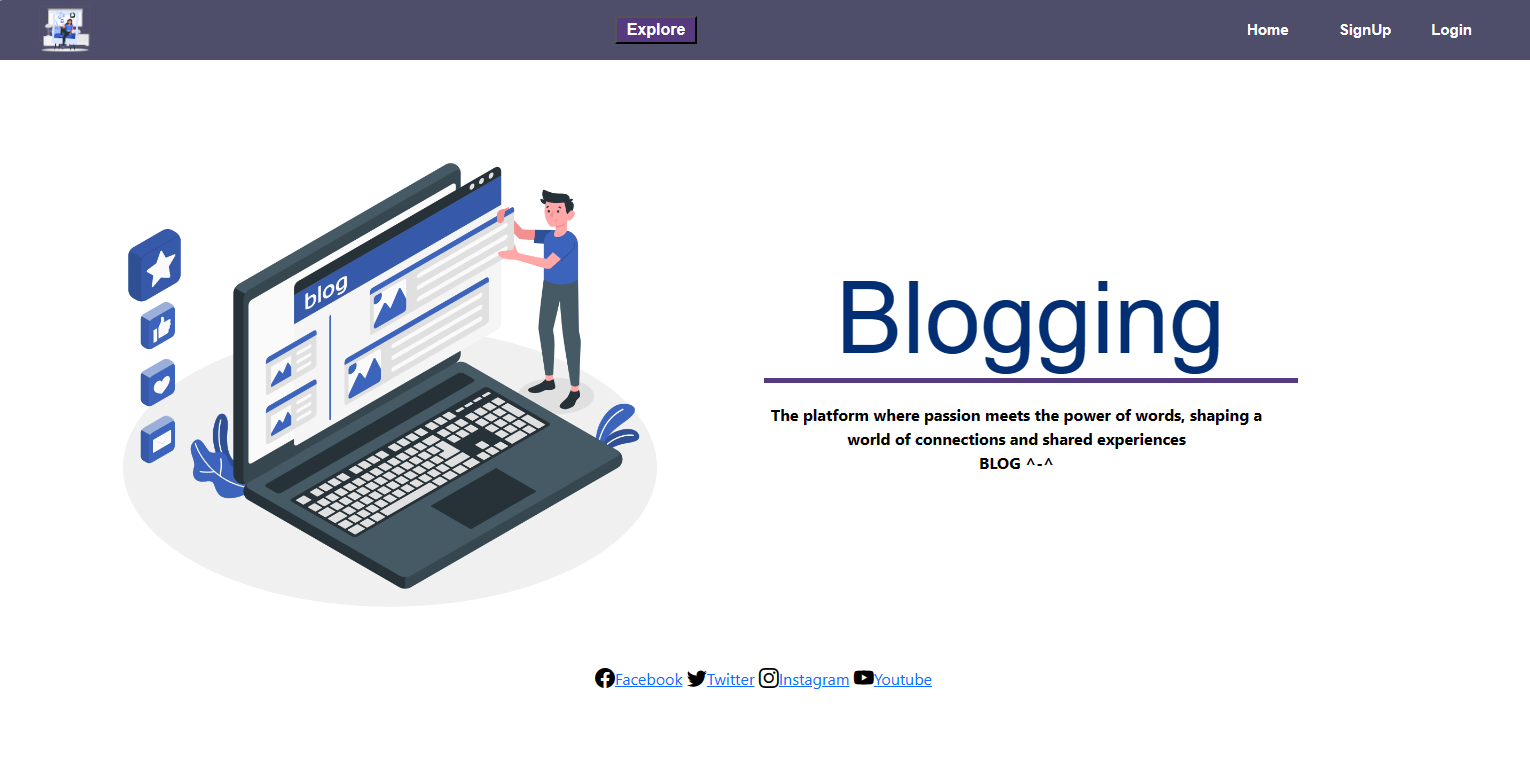 Explore
Home SignUp Login
blog
Blogging
The platform where passion meets the power of words, shaping a
world of connections and shared experiences
BLOG ^-^
Facebook Twitter Instagram Youtube